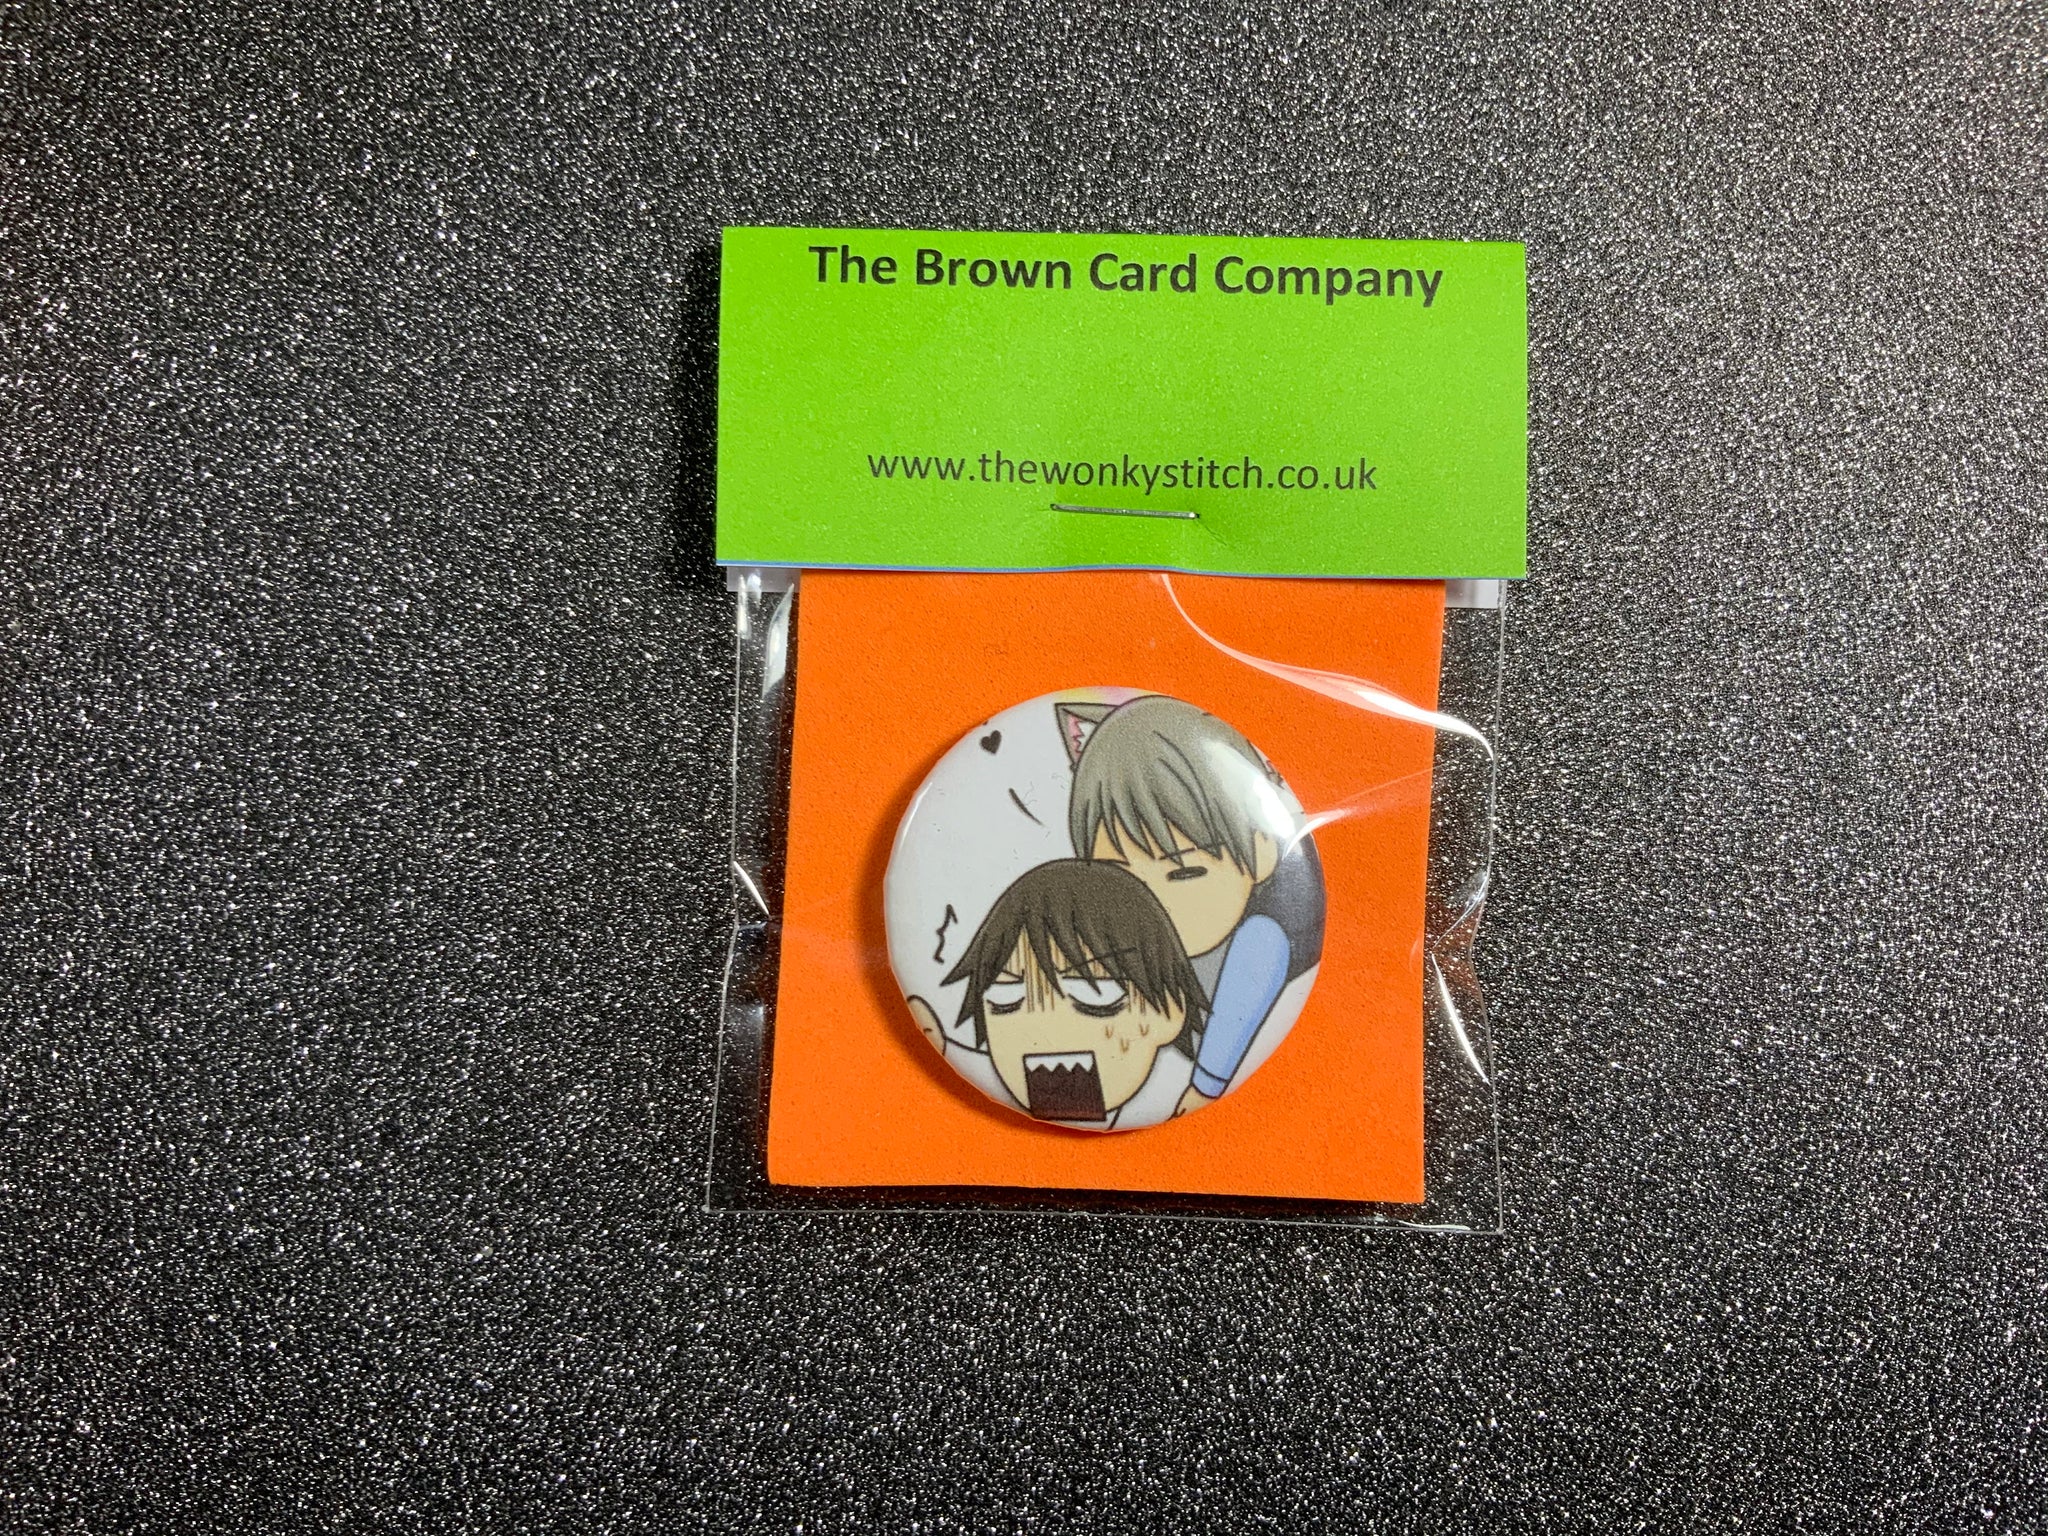 The Brown Card Company
www.thewonkystitch.co.uk